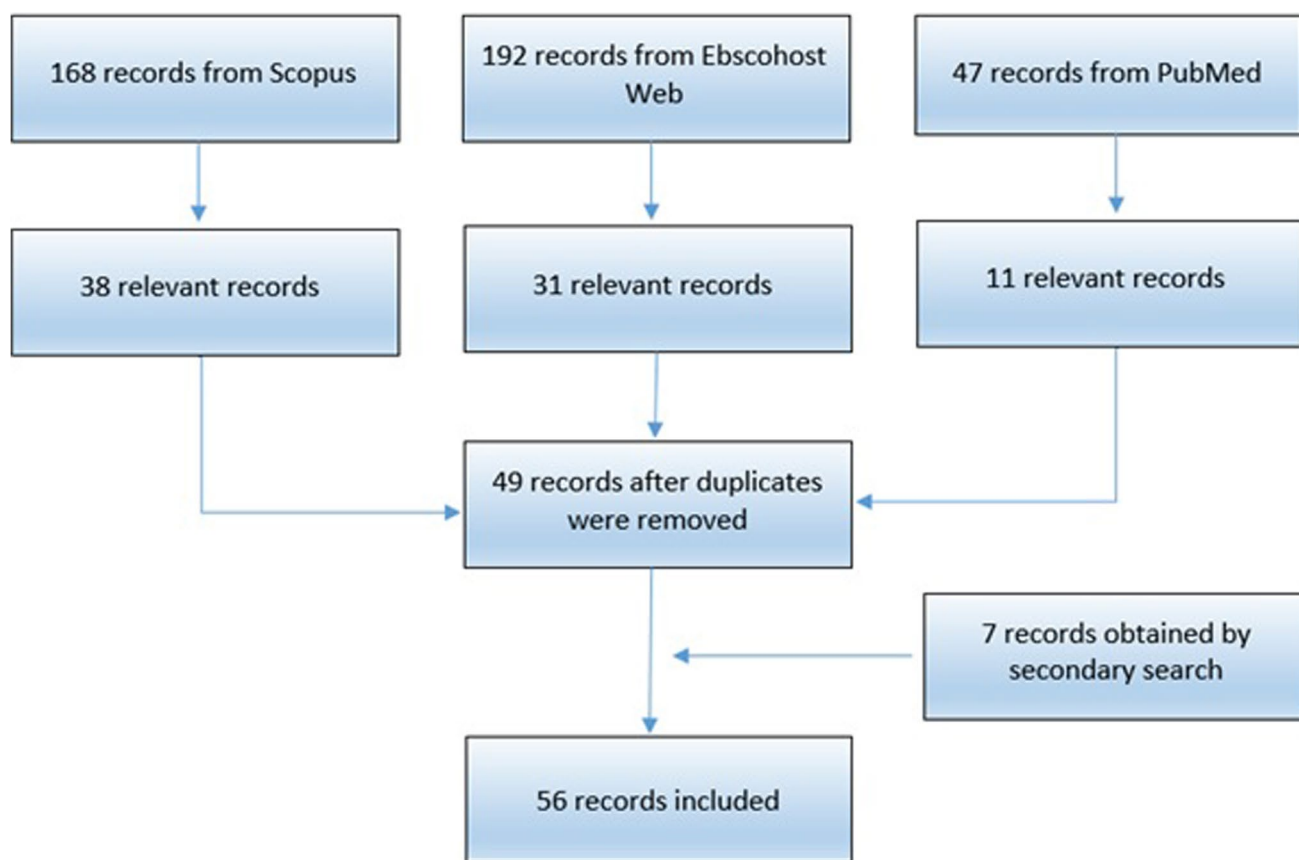 168 records from Scopus
192 records from Ebscohost
Web
47 records from PubMed
38 relevant records
31 relevant records
11 relevant records
49 records after duplicates
were removed
7 records obtained by
secondary search
56 records included